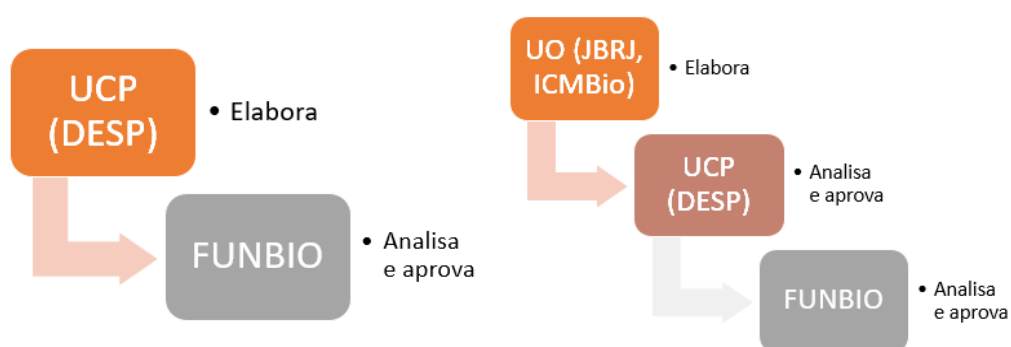 UCP
(DESP)
• Elabora
FUNBIO
• Analisa
e aprova
UO (JBRJ,
ICMBio)
• Elabora
UCP
(DESP)
• Analisa
e aprova
FUNBIO
• Analisa
e aprova